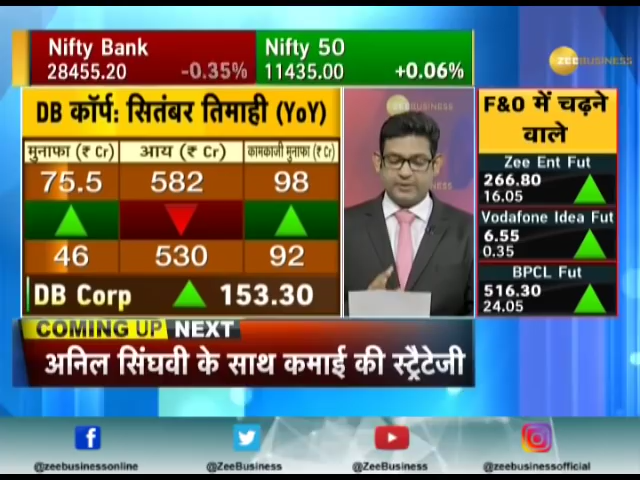 Nifty Bank
28455.20 -0.35%
Nifty 50
11435.00 +0.06%
ZEEBUSINESS
DB कॉर्प: सितंबर तिमाही (YoY)
मुनाफा (₹ Cr) आय (₹ Cr) कामकाजी मुनाफा (₹ Cr)
75.5 582 98
46 530 92
DB Corp 153.30
ZEEBUSINESS
F&O में चढ़ने
वाले
Zee Ent Fut
266.80
16.05
Vodafone Idea Fut
6.55
0.35
BPCL Fut
516.30
24.05
COMING UP NEXT
अनिल सिंघवी के साथ कमाई की स्ट्रैटेजी
@zeebusinessonline @ZeeBusiness @ZeeBusiness @zeebusinessofficial